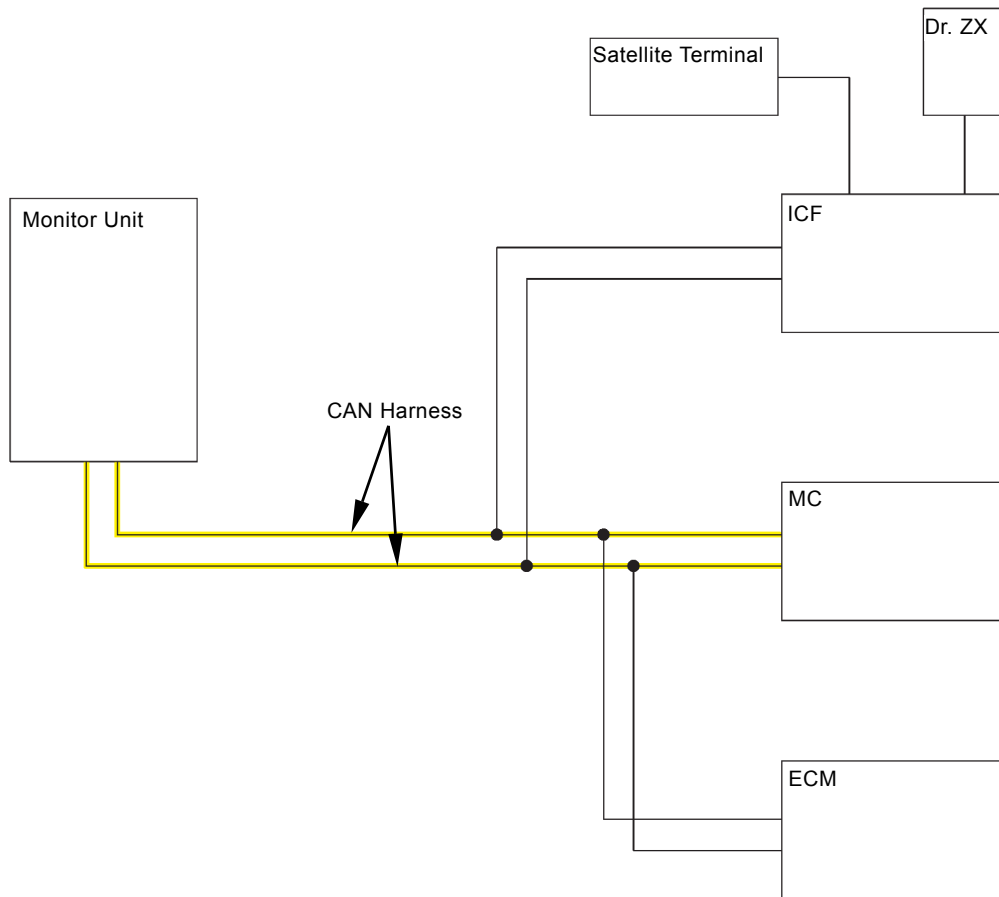 Dr. ZX
Satellite Terminal
Monitor Unit
ICF
CAN Harness
MC
ECM